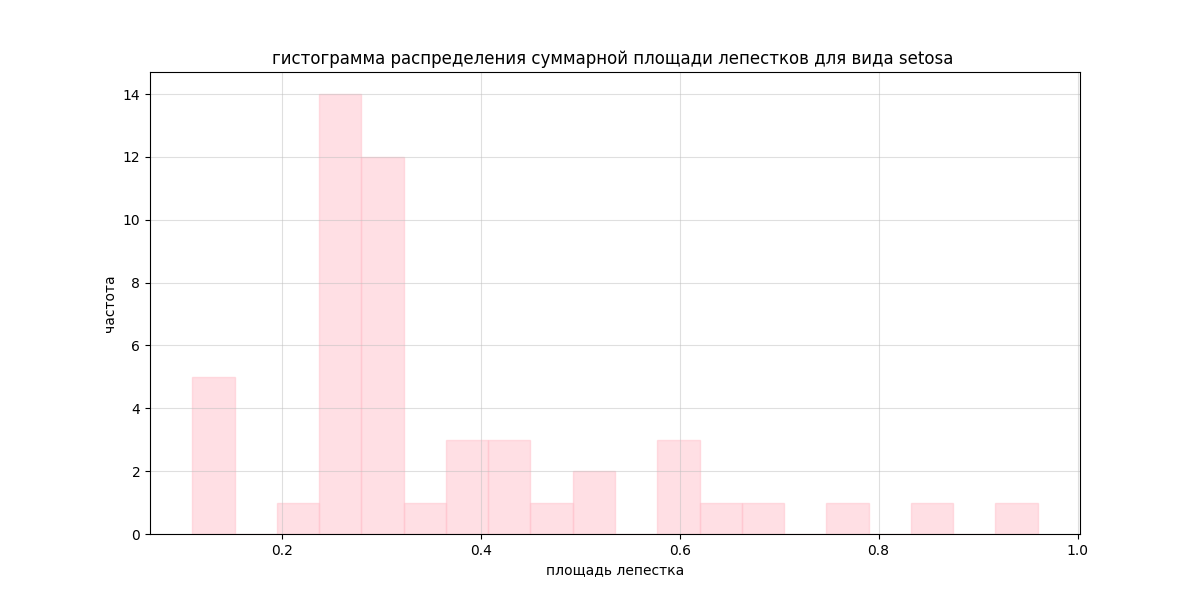 гистограмма распределения суммарной площади лепестков для вида setosa
14
12
10
8
6
4
2
0
частота
0.2 0.4 0.6 0.8 1.0
площадь лепестка